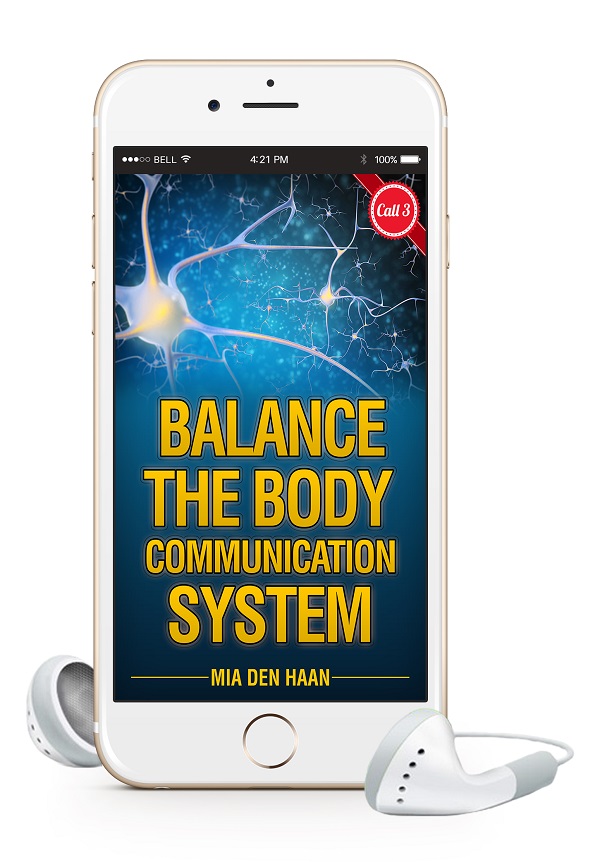 BELL 4:21 PM 100%
Call 3
BALANCE
THE BODY
COMMUNICATION
SYSTEM
MIA DEN HAAN